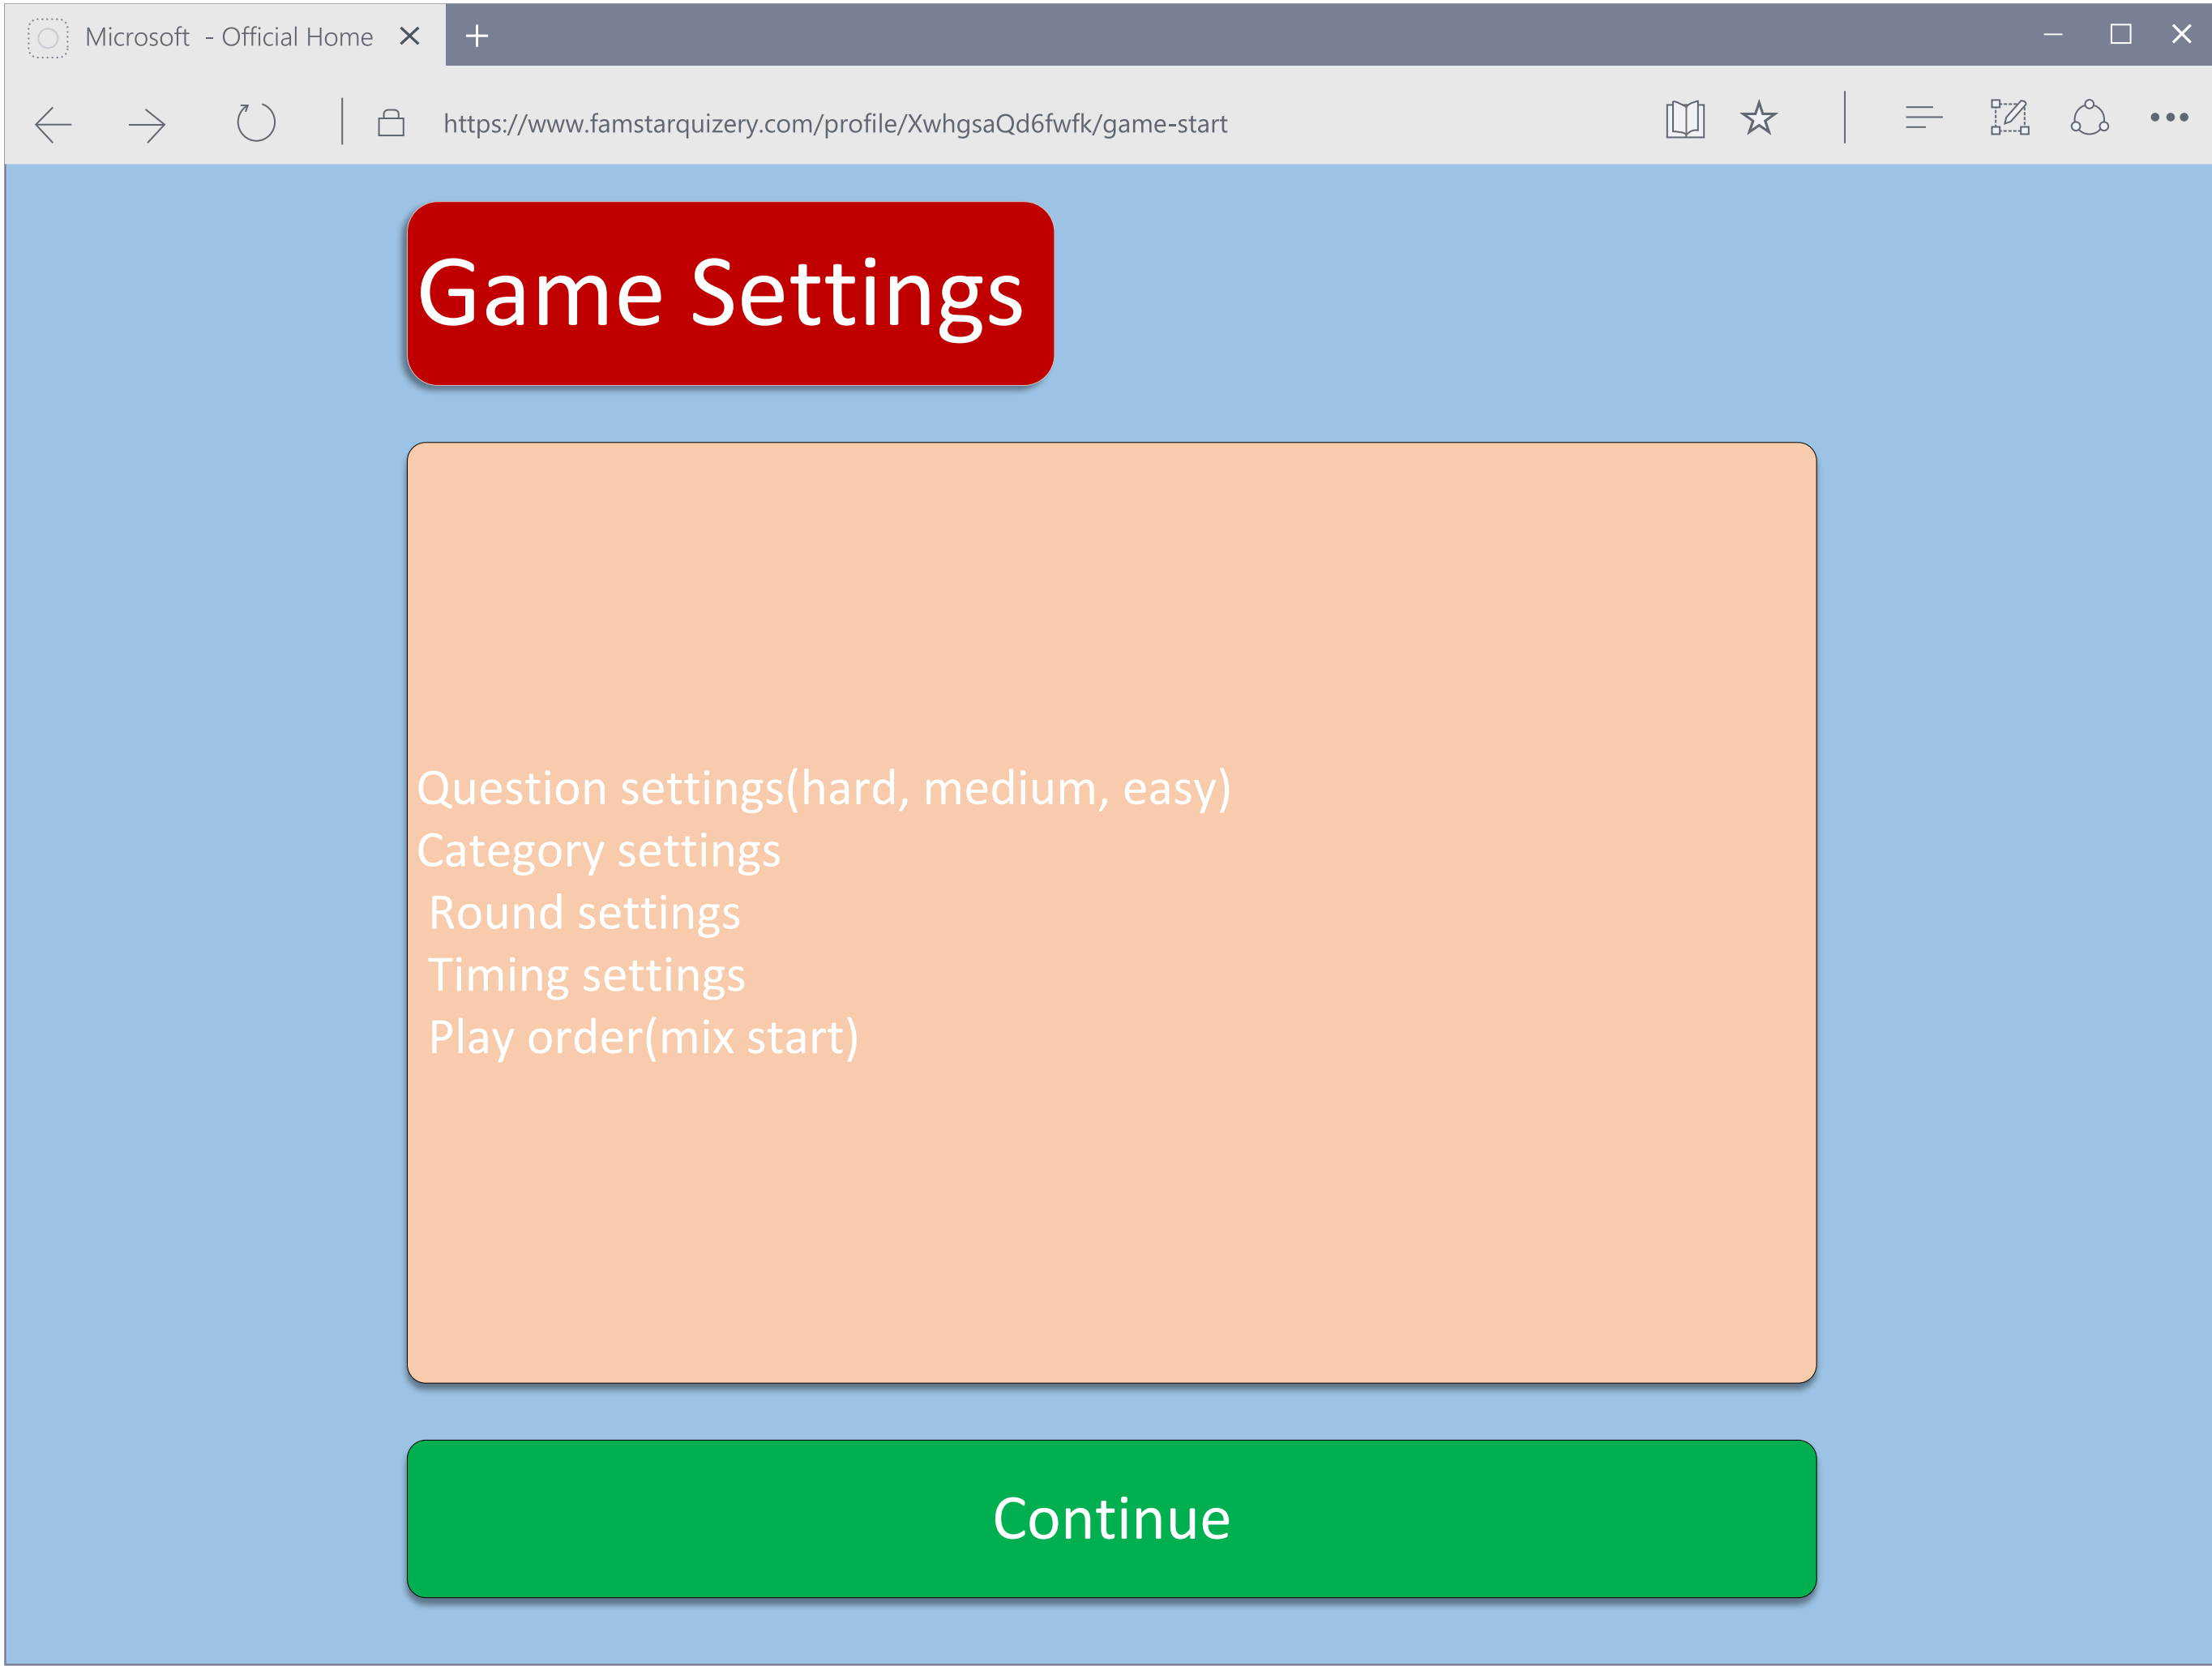 Microsoft - Official Home
https://www.famstarquizery.com/profile/XwhgsaQd6fwfk/game-start
Game Settings
Question settings(hard, medium, easy)
Category settings
Round settings
Timing settings
Play order(mix start)
Continue